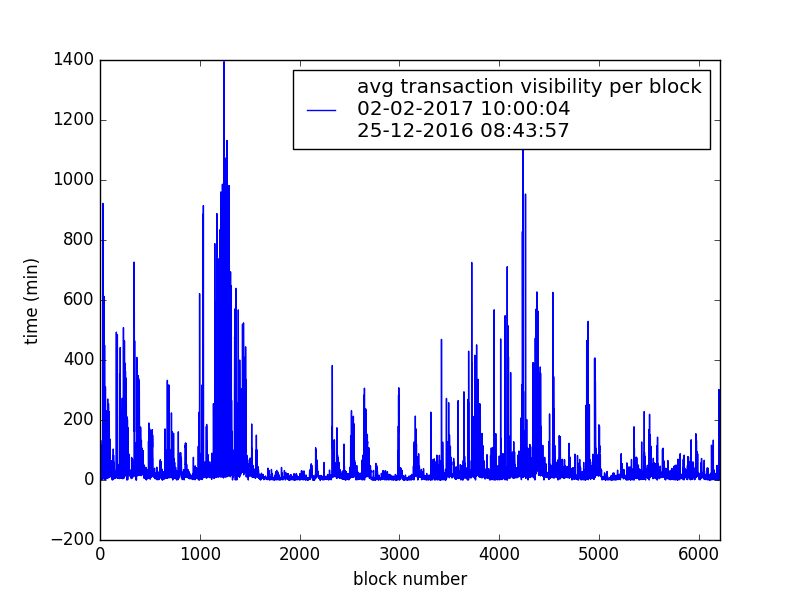 1400
1200
1000
800
600
400
200
0
−200
time (min)
avg transaction visibility per block
02-02-2017 10:00:04
25-12-2016 08:43:57
0 1000 2000 3000 4000 5000 6000
block number